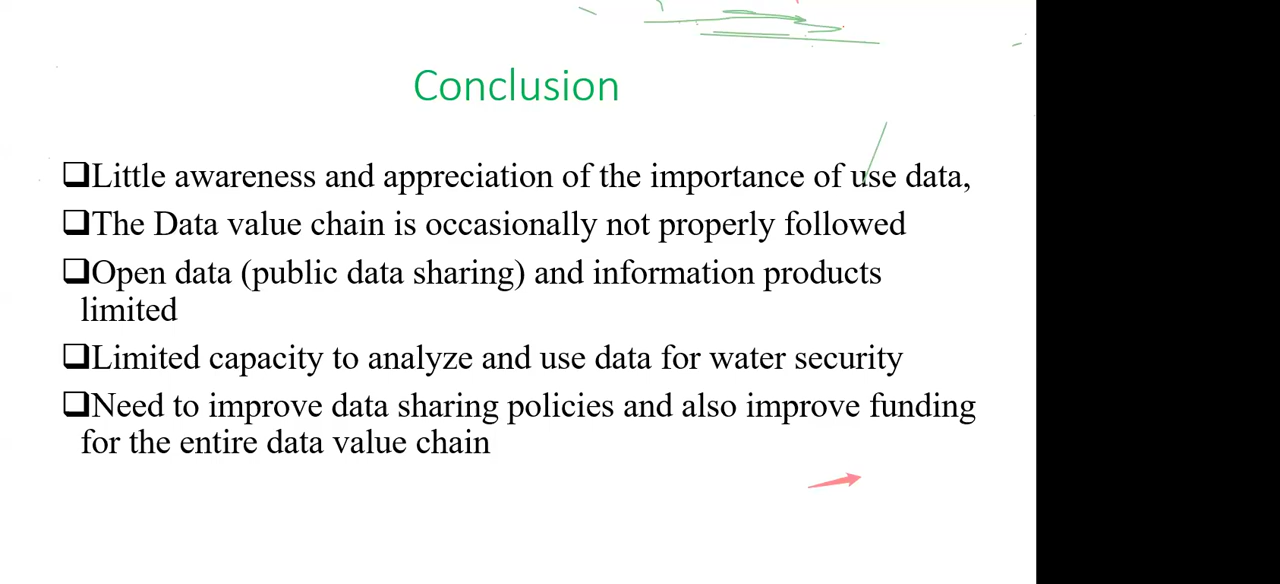 Conclusion
❑Little awareness and appreciation of the importance of use data,
❑The Data value chain is occasionally not properly followed
❑Open data (public data sharing) and information products
limited
❑Limited capacity to analyze and use data for water security
❑Need to improve data sharing policies and also improve funding
for the entire data value chain